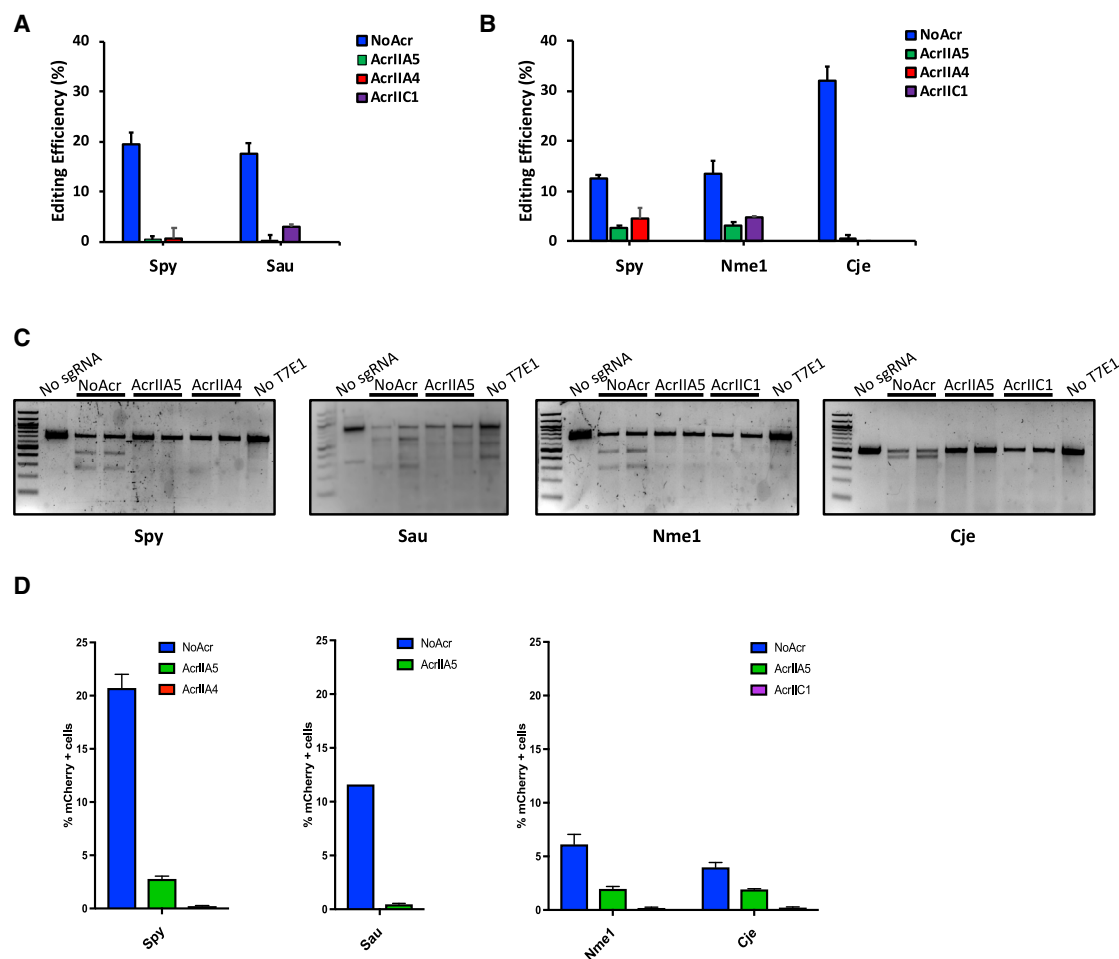 A
B
40
30
20
10
0
Editing Efficiency (%)
NoAcr
AcrIIA5
AcrIIA4
AcrIIC1
Spy
Sau
40
30
20
10
0
Editing Efficiency (%)
NoAcr
AcrIIA5
AcrIIA4
AcrIIC1
Spy
Nme1
Cje
C
No sgRNA
NoAcr
AcrIIA5
AcrIIA4
No T7E1
Spy
No sgRNA
NoAcr
AcrIIA5
No T7E1
Sau
No sgRNA
NoAcr
AcrIIA5
AcrIIC1
No T7E1
Nme1
No sgRNA
NoAcr
AcrIIA5
AcrIIC1
No T7E1
Cje
D
25
20
15
10
5
0
% mCherry + cells
NoAcr
AcrIIA5
AcrIIA4
Spy
25
20
15
10
5
0
% mCherry + cells
NoAcr
AcrIIA5
Sau
25
20
15
10
5
0
% mCherry + cells
NoAcr
AcrIIA5
AcrIIC1
Nme1
Cje